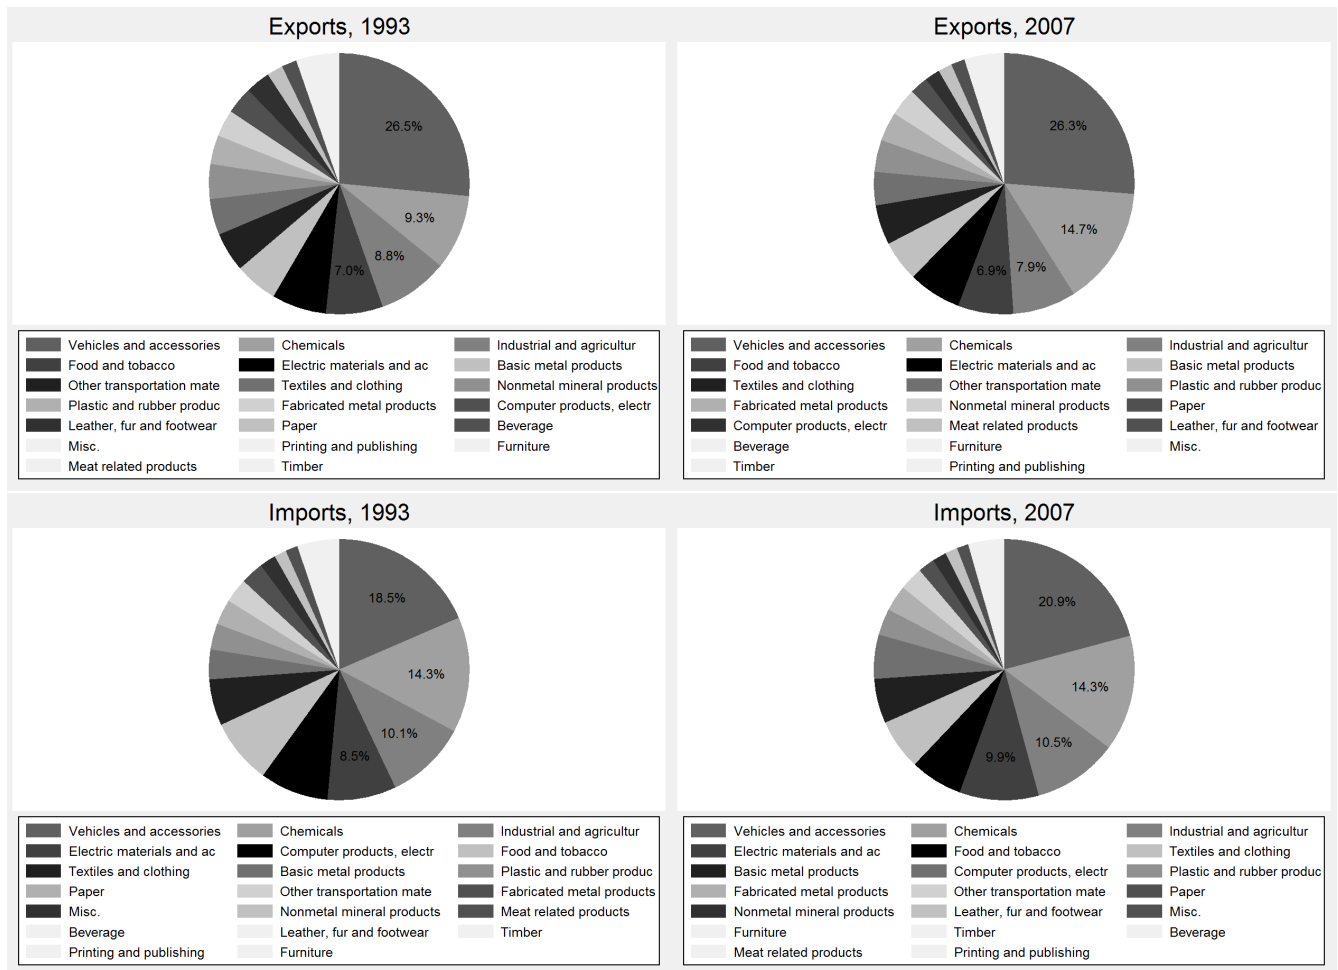 Exports, 1993
26.5%
9.3%
8.8%
7.0%
Vehicles and accessories Chemicals Industrial and agricultur
Food and tobacco Electric materials and ac Basic metal products
Other transportation mate Textiles and clothing Nonmetal mineral products
Plastic and rubber produc Fabricated metal products Computer products, electr
Leather, fur and footwear Paper Beverage
Misc. Printing and publishing Furniture
Meat related products Timber
Exports, 2007
26.3%
14.7%
7.9%
6.9%
Vehicles and accessories Chemicals Industrial and agricultur
Food and tobacco Electric materials and ac Basic metal products
Textiles and clothing Other transportation mate Plastic and rubber produc
Fabricated metal products Nonmetal mineral products Paper
Computer products, electr Meat related products Leather, fur and footwear
Beverage Furniture Misc.
Timber Printing and publishing
Imports, 1993
18.5%
14.3%
10.1%
8.5%
Vehicles and accessories Chemicals Industrial and agricultur
Electric materials and ac Computer products, electr Food and tobacco
Textiles and clothing Basic metal products Plastic and rubber produc
Paper Other transportation mate Fabricated metal products
Misc. Nonmetal mineral products Meat related products
Beverage Leather, fur and footwear Timber
Printing and publishing Furniture
Imports, 2007
20.9%
14.3%
10.5%
9.9%
Vehicles and accessories Chemicals Industrial and agricultur
Electric materials and ac Food and tobacco Textiles and clothing
Basic metal products Computer products, electr Plastic and rubber produc
Fabricated metal products Other transportation mate Paper
Nonmetal mineral products Leather, fur and footwear Misc.
Furniture Timber Beverage
Meat related products Printing and publishing